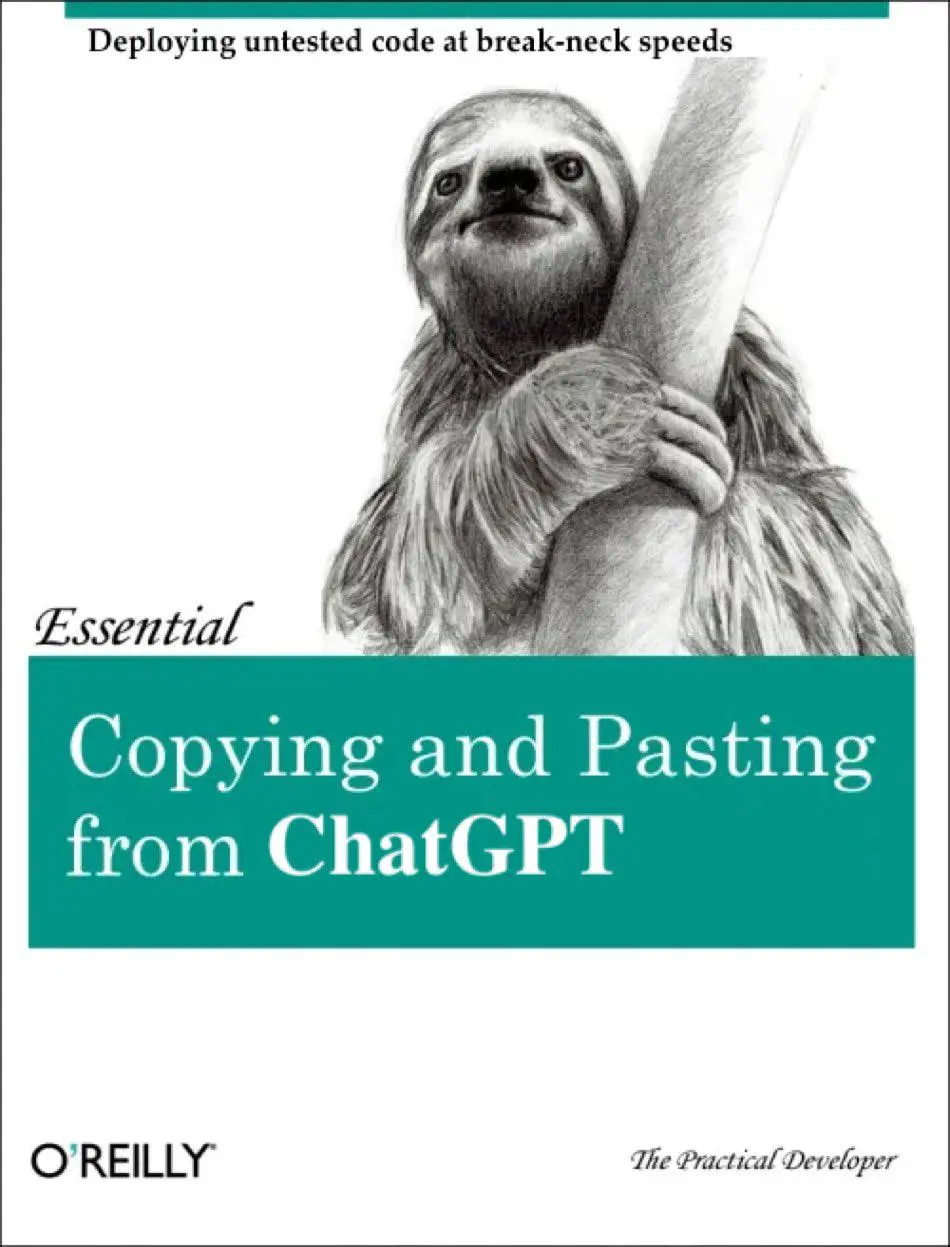 Deploying untested code at break-neck speeds
Essential
Copying and Pasting
from ChatGPT
O'REILLY®
The Practical Developer